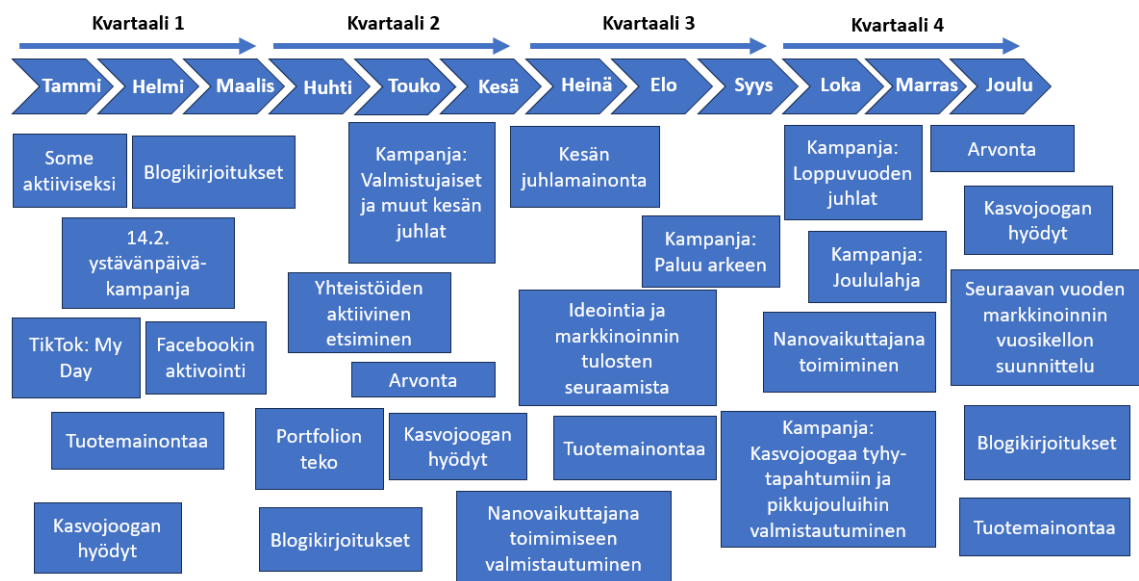 Kvartaali 1
Kvartaali 2
Kvartaali 3
Kvartaali 4
Tammi
Helmi
Maalis
Huhti
Touko
Kesä
Heinä
Elo
Syys
Loka
Marras
Joulu
Some
aktiiviseksi
Blogikirjoitukset
14.2.
ystävänpäivä-
kampanja
TikTok: My
Day
Facebookin
aktivointi
Tuotemainontaa
Kasvojoogan
hyödyt
Kampanja:
Valmistujaiset
ja muut kesän
juhlat
Yhteistöiden
aktiivinen
etsiminen
Arvonta
Portfolion
teko
Kasvojoogan
hyödyt
Blogikirjoitukset
Nanovaikuttajana
toimimiseen
valmistautuminen
Kesän
juhlamainonta
Kampanja:
Paluu arkeen
Ideointia ja
markkinoinnin
tulosten
seuraamista
Tuotemainontaa
Kampanja:
Loppuvuoden
juhlat
Kampanja:
Joululahja
Nanovaikuttajana
toimiminen
Kampanja:
Kasvojoogaa tyhy-
tapahtumiin ja
pikkujouluihin
valmistautuminen
Arvonta
Kasvojoogan
hyödyt
Seuraavan vuoden
markkinoinnin
vuosikellon
suunnittelu
Blogikirjoitukset
Tuotemainontaa